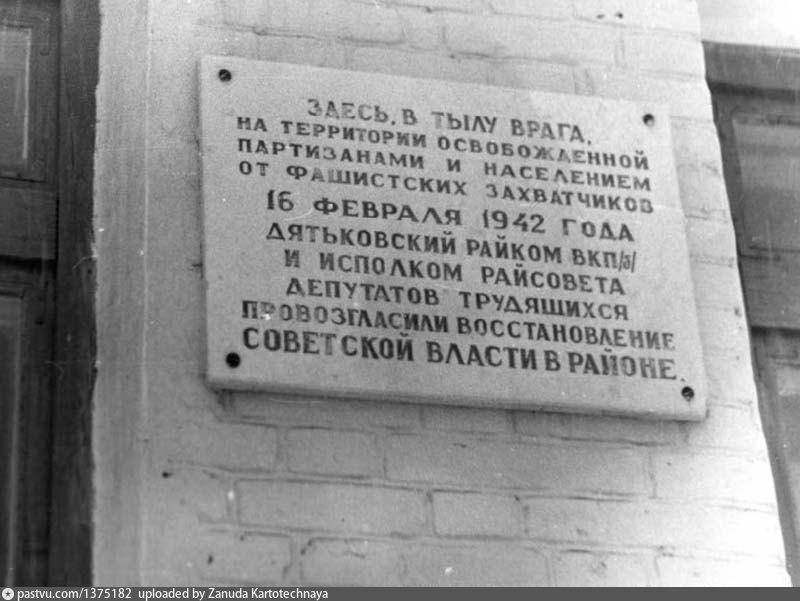 ЗДЕСЬ, В ТЫЛУ ВРАГА,
НА ТЕРРИТОРИИ ОСВОБОЖДЕННОЙ
ПАРТИЗАНАМИ И НАСЕЛЕНИЕМ
ОТ ФАШИСТСКИХ ЗАХВАТЧИКОВ
16 ФЕВРАЛЯ 1942 ГОДА
ДЯТЬКОВСКИЙ РАЙКОМ ВКП/б/
И ИСПОЛКОМ РАЙСОВЕТА
ДЕПУТАТОВ ТРУДЯЩИХСЯ
ПРОВОЗГЛАСИЛИ ВОССТАНОВЛЕНИЕ
СОВЕТСКОЙ ВЛАСТИ В РАЙОНЕ.
pastvu.com/1375182 uploaded by Zanuda Kartotechnaya